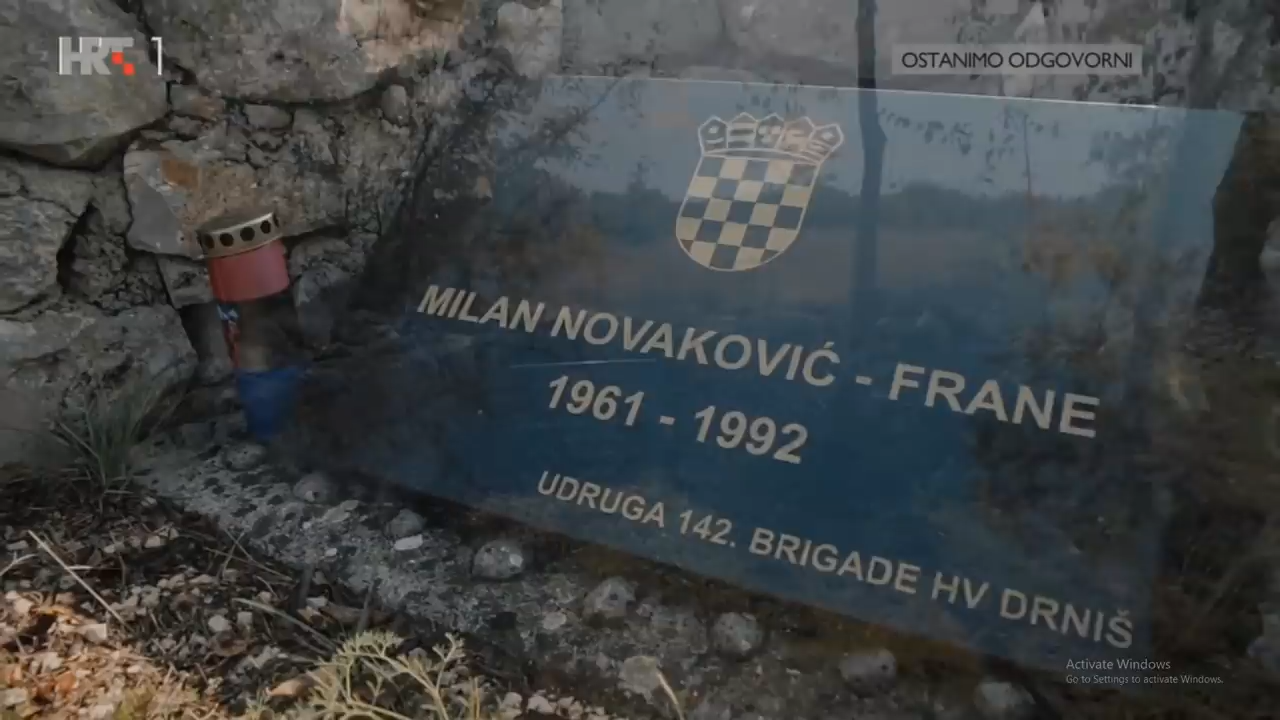 HRT 1
OSTANIMO ODGOVORNI
MILAN NOVAKOVIĆ - FRANE
1961 - 1992
UDRUGA 142. BRIGADE HV DRNIŠ
Activate Windows
Go to Settings to activate Windows.